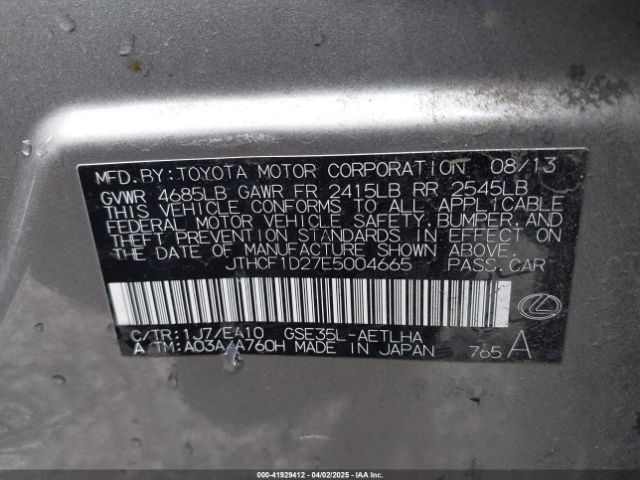 MFD. BY: TOYOTA MOTOR CORPORATION 08/13
GVWR 4685LB GAWR FR 2415LB RR 2545LB
THIS VEHICLE CONFORMS TO ALL APPLICABLE
FEDERAL MOTOR VEHICLE SAFETY, BUMPER, AND
THEFT PREVENTION STANDARDS IN EFFECT ON
THE DATE OF MANUFACTURE SHOWN ABOVE.
JTHCF1D27E5004665 PASS. CAR
C/TR: 1J7/EA10 GSE35L-AETLHA
A/TM: A03A/A760H MADE IN JAPAN 765 A
000-41929412 - 04/02/2025 - IAAI.COM